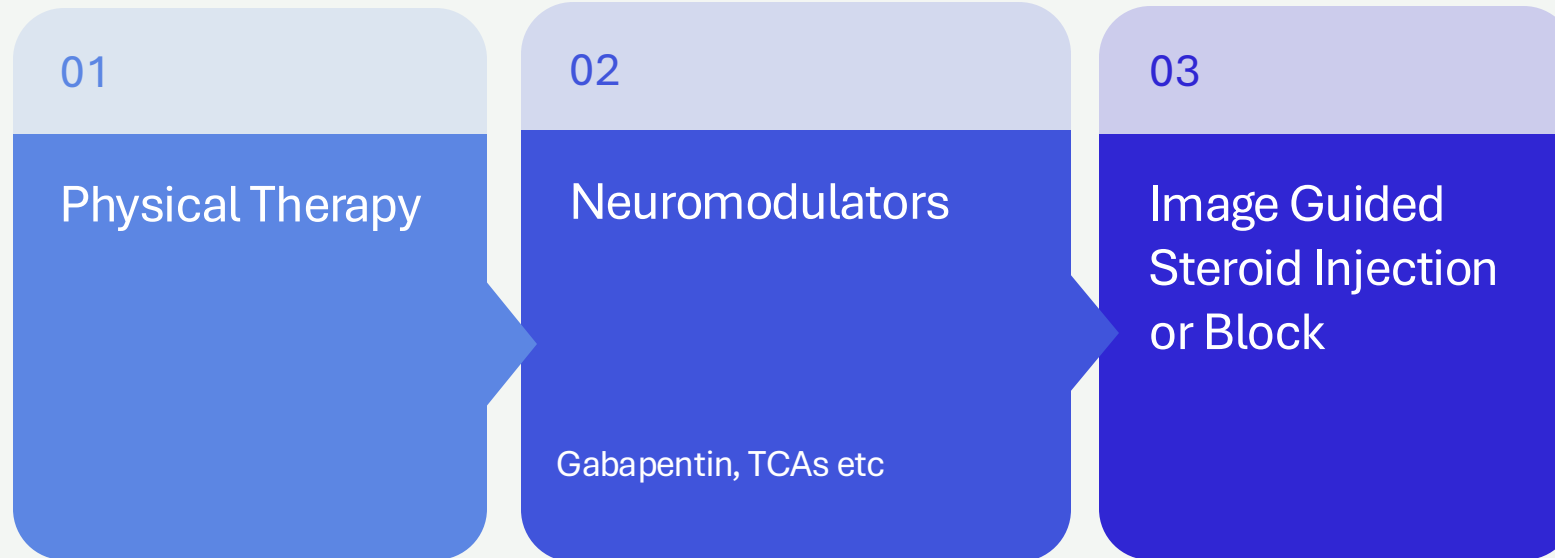 01
Physical Therapy
02
Neuromodulators
Gabapentin, TCAs etc
03
Image Guided
Steroid Injection
or Block